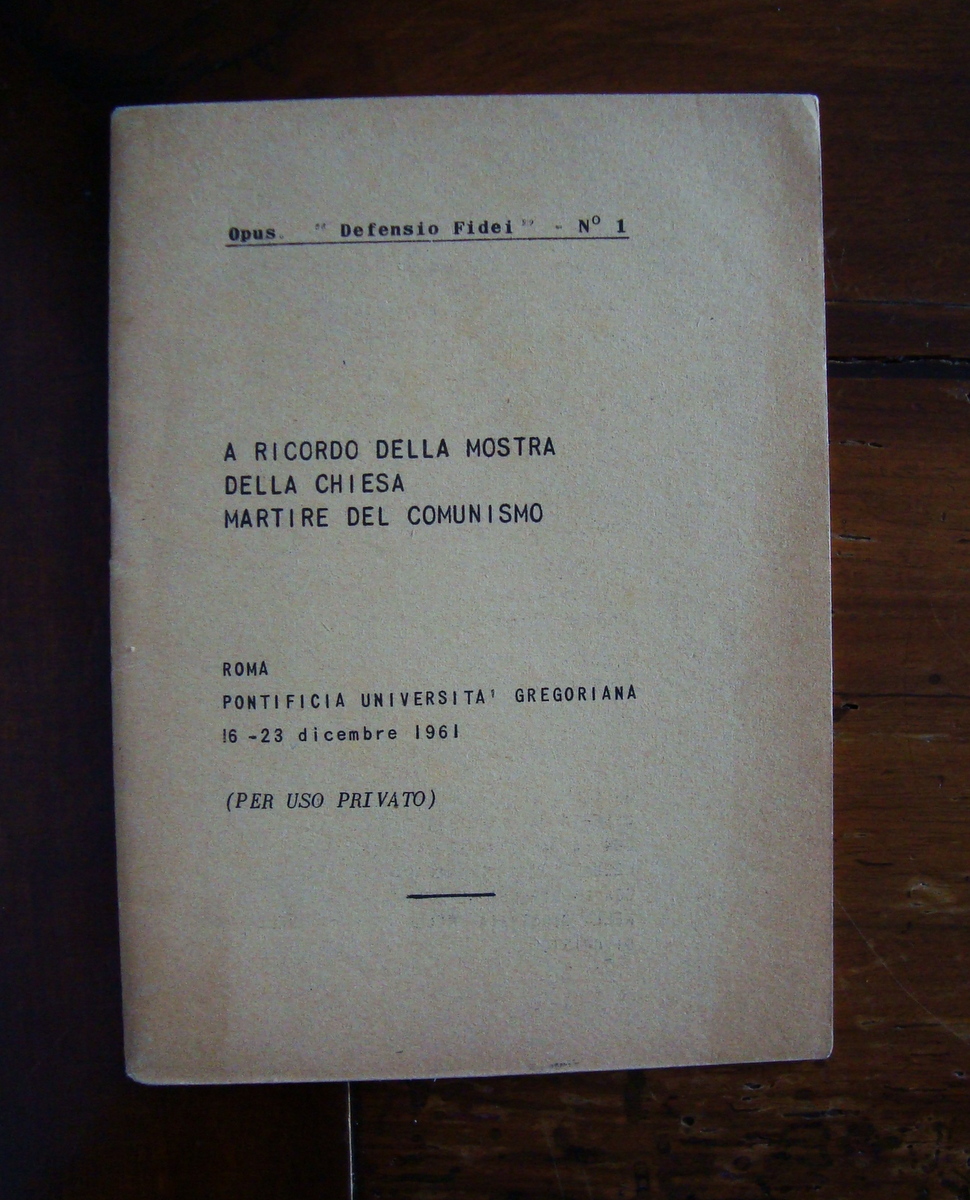 Opus. " Defensio Fidei " - Nº 1
A RICORDO DELLA MOSTRA
DELLA CHIESA
MARTIRE DEL COMUNISMO
ROMA
PONTIFICIA UNIVERSITA' GREGORIANA
16 -23 dicembre 1961
(PER USO PRIVATO)